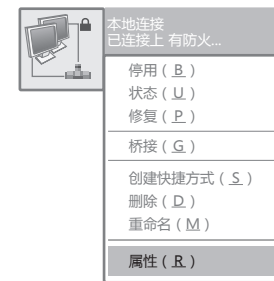 本地连接
已连接上 有防火...
停用（B）
状态（U）
修复（P）
桥接（G）
创建快捷方式（S）
删除（D）
重命名（M）
属性（R）